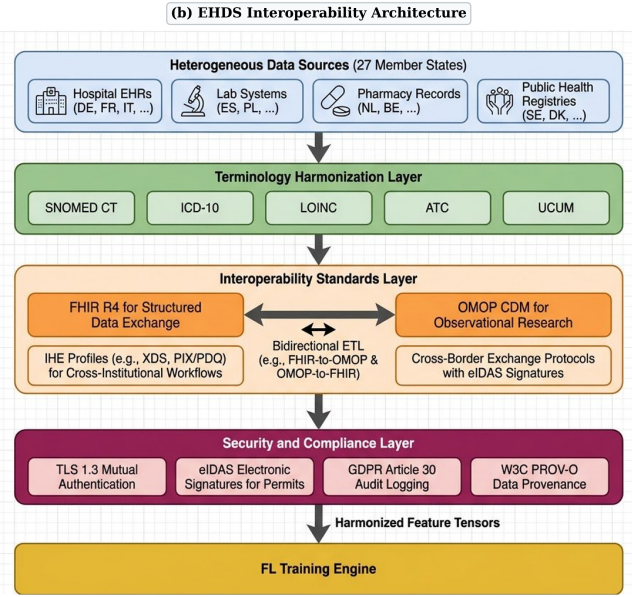 (b) EHDS Interoperability Architecture
Heterogeneous Data Sources (27 Member States)
Hospital EHRs
(DE, FR, IT, ...)
Lab Systems
(ES, PL, ...)
Pharmacy Records
(NL, BE, ...)
Public Health
Registries
(SE, DK, ...)
Terminology Harmonization Layer
SNOMED CT
ICD-10
LOINC
ATC
UCUM
Interoperability Standards Layer
FHIR R4 for Structured
Data Exchange
OMOP CDM for
Observational Research
Bidirectional ETL
(e.g., FHIR-to-OMOP &
OMOP-to-FHIR)
IHE Profiles (e.g., XDS, PIX/PDQ)
for Cross-Institutional Workflows
Cross-Border Exchange Protocols
with eIDAS Signatures
Security and Compliance Layer
TLS 1.3 Mutual
Authentication
eIDAS Electronic
Signatures for Permits
GDPR Article 30
Audit Logging
W3C PROV-O
Data Provenance
Harmonized Feature Tensors
FL Training Engine